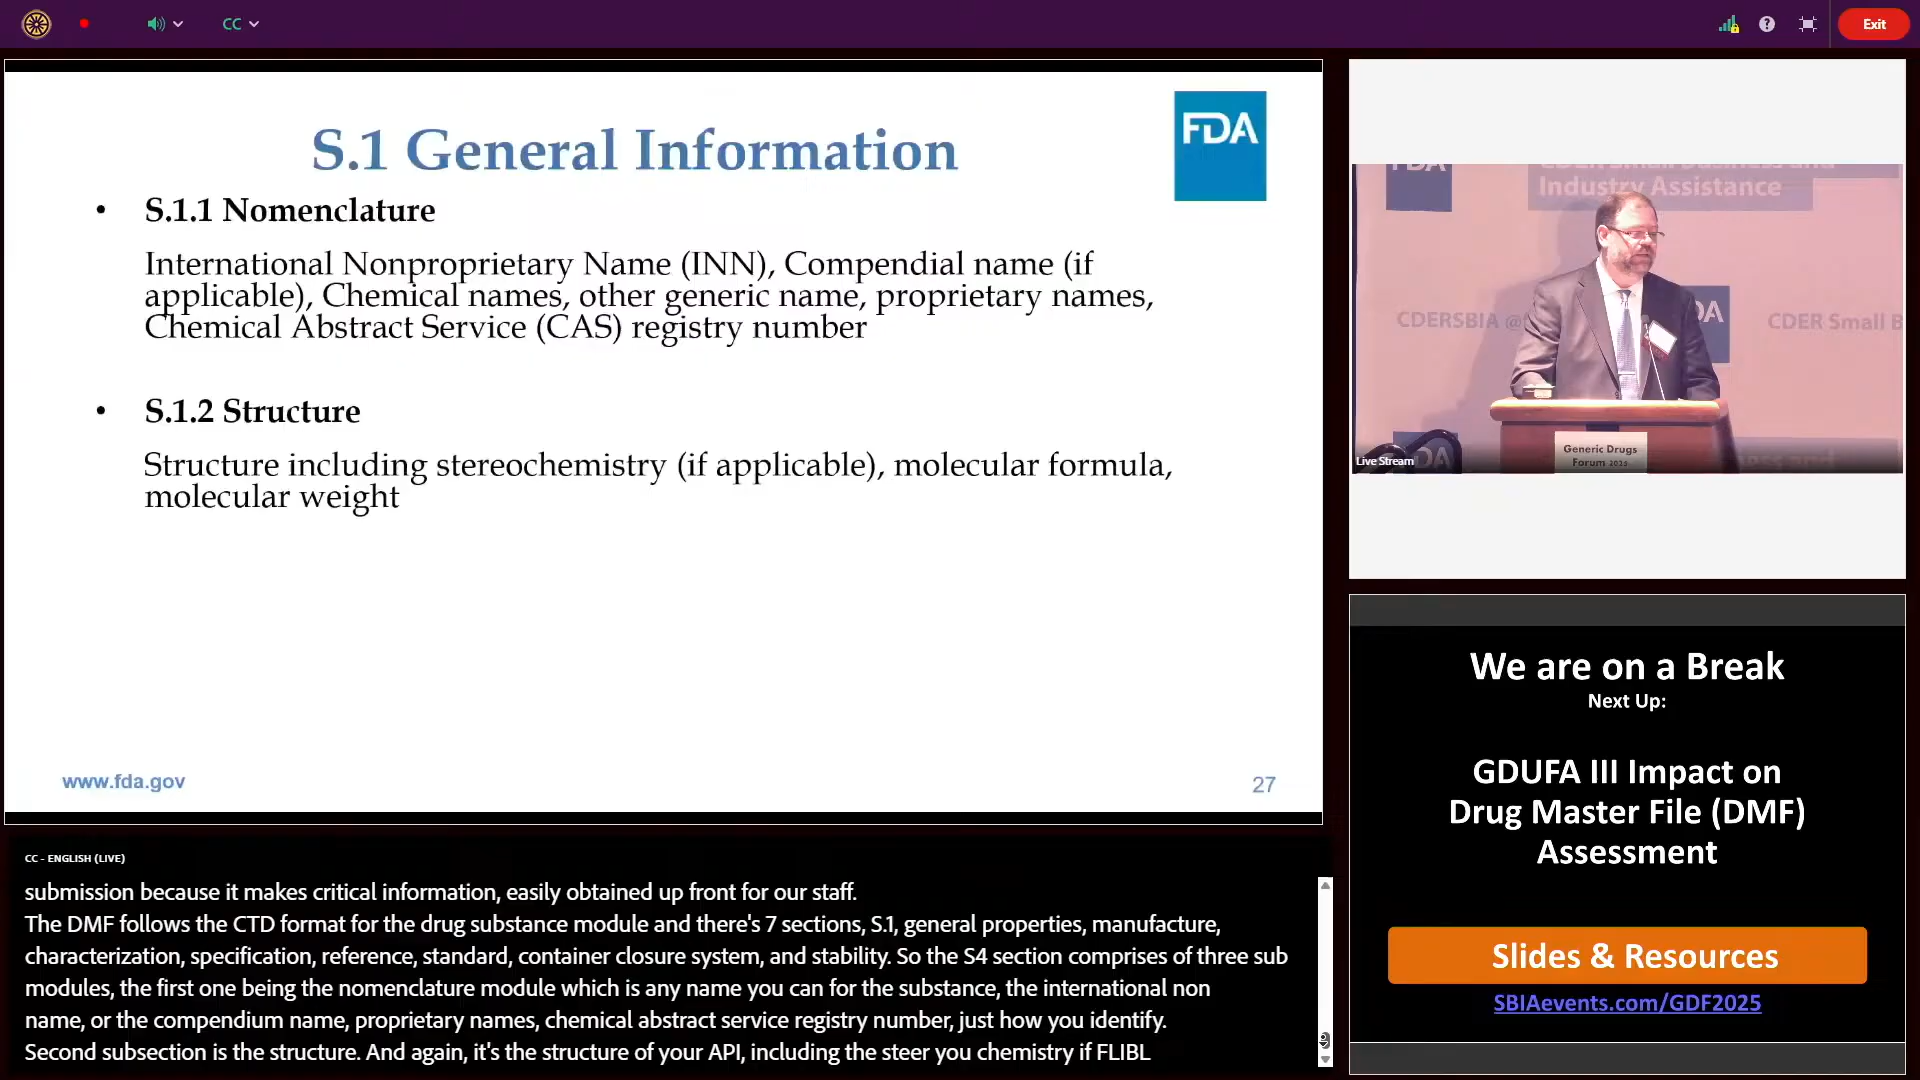 CC
Exit
S.1 General Information
FDA
• S.1.1 Nomenclature
International Nonproprietary Name (INN), Compendial name (if
applicable), Chemical names, other generic name, proprietary names,
Chemical Abstract Service (CAS) registry number
• S.1.2 Structure
Structure including stereochemistry (if applicable), molecular formula,
molecular weight
www.fda.gov
27
FDA
CDER Small Business and
Industry Assistance
CDERSBIA @
DA
CDER Small B
Generic Drugs
Forum 2025
DA
Live Stream
We are on a Break
Next Up:
GDUFA III Impact on
Drug Master File (DMF)
Assessment
Slides & Resources
SBIAevents.com/GDF2025
CC - ENGLISH (LIVE)
submission because it makes critical information, easily obtained up front for our staff.
The DMF follows the CTD format for the drug substance module and there's 7 sections, S.1, general properties, manufacture,
characterization, specification, reference, standard, container closure system, and stability. So the S4 section comprises of three sub
modules, the first one being the nomenclature module which is any name you can for the substance, the international non
name, or the compendium name, proprietary names, chemical abstract service registry number, just how you identify.
Second subsection is the structure. And again, it's the structure of your API, including the steer you chemistry if FLIBL